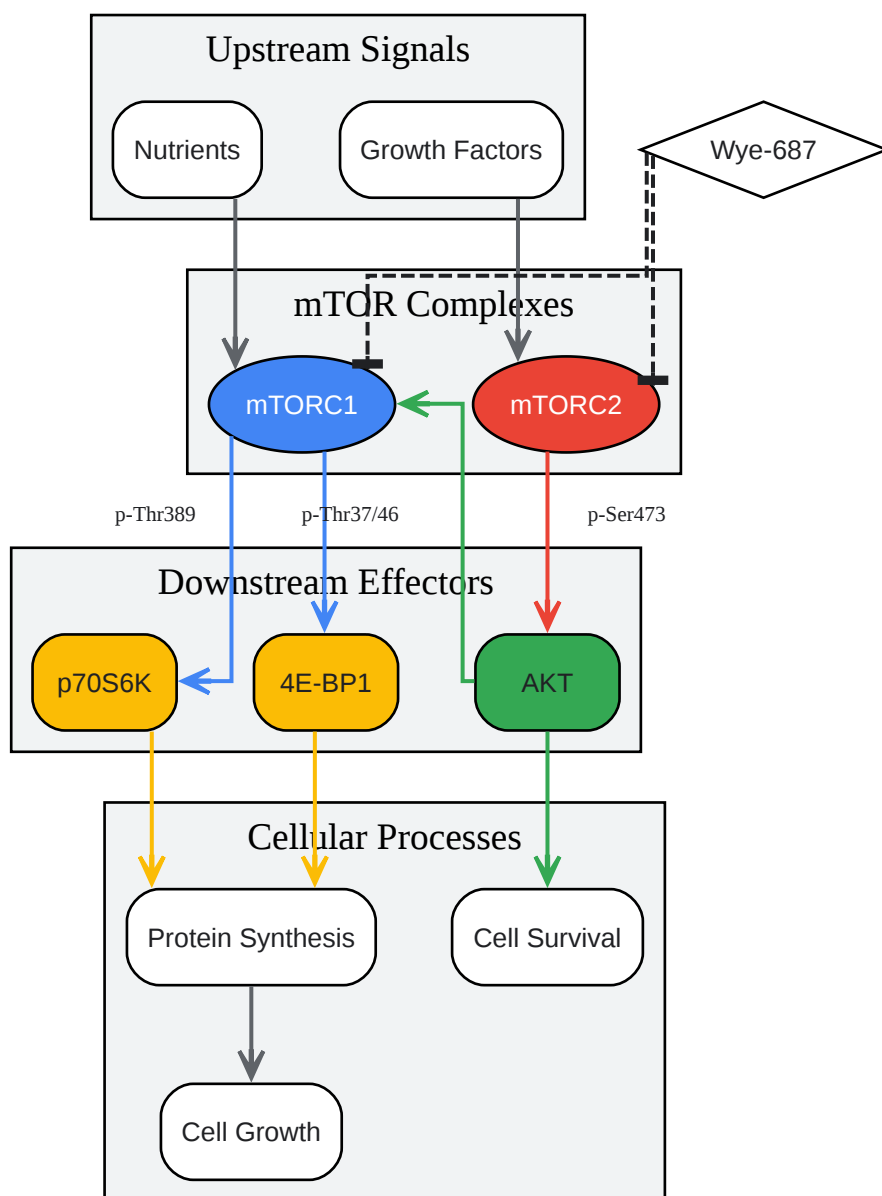 Upstream Signals
Nutrients
Growth Factors
Wye-687
mTOR Complexes
mTORC1
mTORC2
p-Thr389
p-Thr37/46
p-Ser473
Downstream Effectors
p70S6K
4E-BP1
AKT
Cellular Processes
Protein Synthesis
Cell Survival
Cell Growth